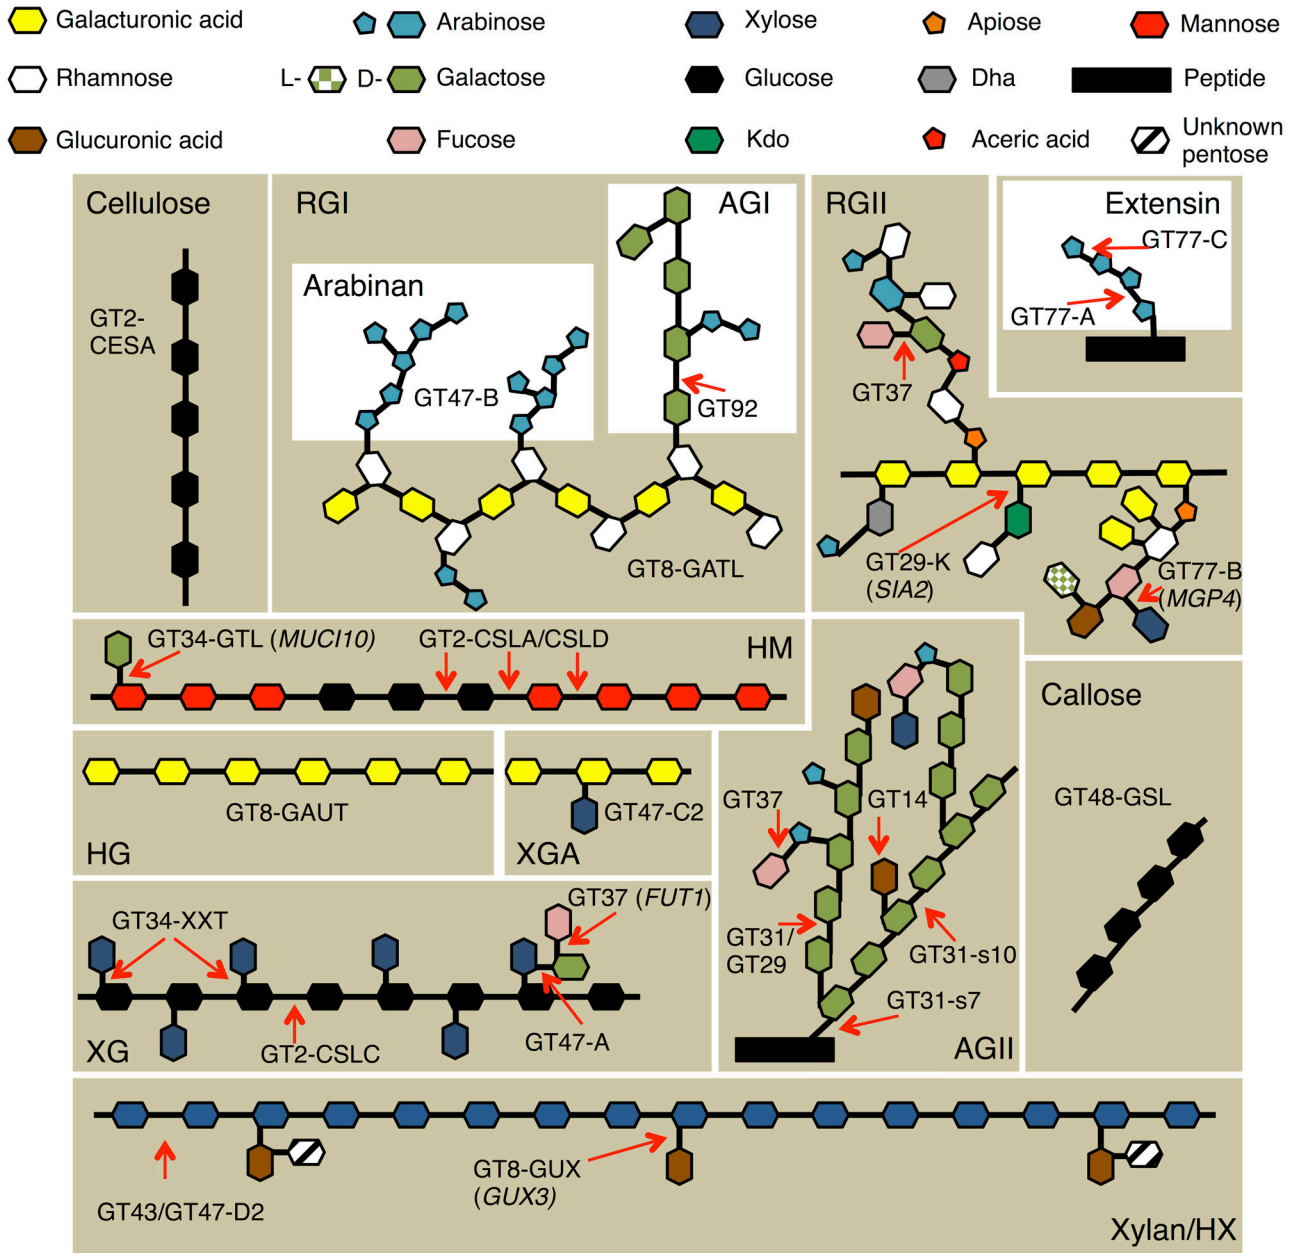 Galacturonic acid
Arabinose
Xylose
Apiose
Mannose
Rhamnose
L-
D-
Galactose
Glucose
Dha
Peptide
Glucuronic acid
Fucose
Kdo
Aceric acid
Unknown
pentose
Cellulose
GT2-
CESA
RGI
Arabinan
GT47-B
AGI
GT92
GT8-GATL
RGII
GT37
GT29-K
(SIA2)
GT77-B
(MGP4)
Extensin
GT77-C
GT77-A
GT34-GTL (MUCI10)
GT2-CSLA/CSLD
HM
GT8-GAUT
HG
GT47-C2
XGA
GT37
GT14
GT31/
GT29
GT31-s10
GT31-s7
AGII
Callose
GT48-GSL
GT34-XXT
GT37 (FUT1)
GT47-A
GT2-CSLC
XG
GT43/GT47-D2
GT8-GUX
(GUX3)
Xylan/HX